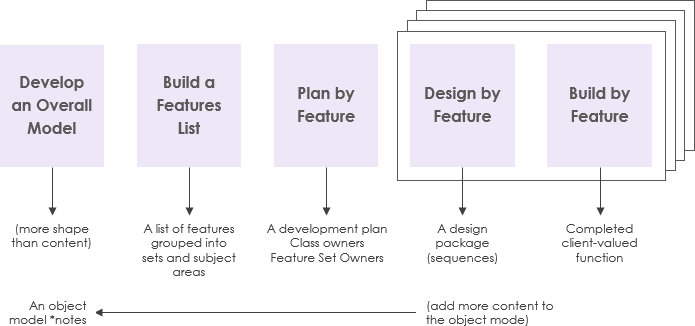 Develop
an Overall
Model
Build a
Features
List
Plan by
Feature
Design by
Feature
Build by
Feature
(more shape
than content)
A list of features
grouped into
sets and subject
areas
A development plan
Class owners
Feature Set Owners
A design
package
(sequences)
Completed
client-valued
function
An object
model *notes
(add more content to
the object mode)